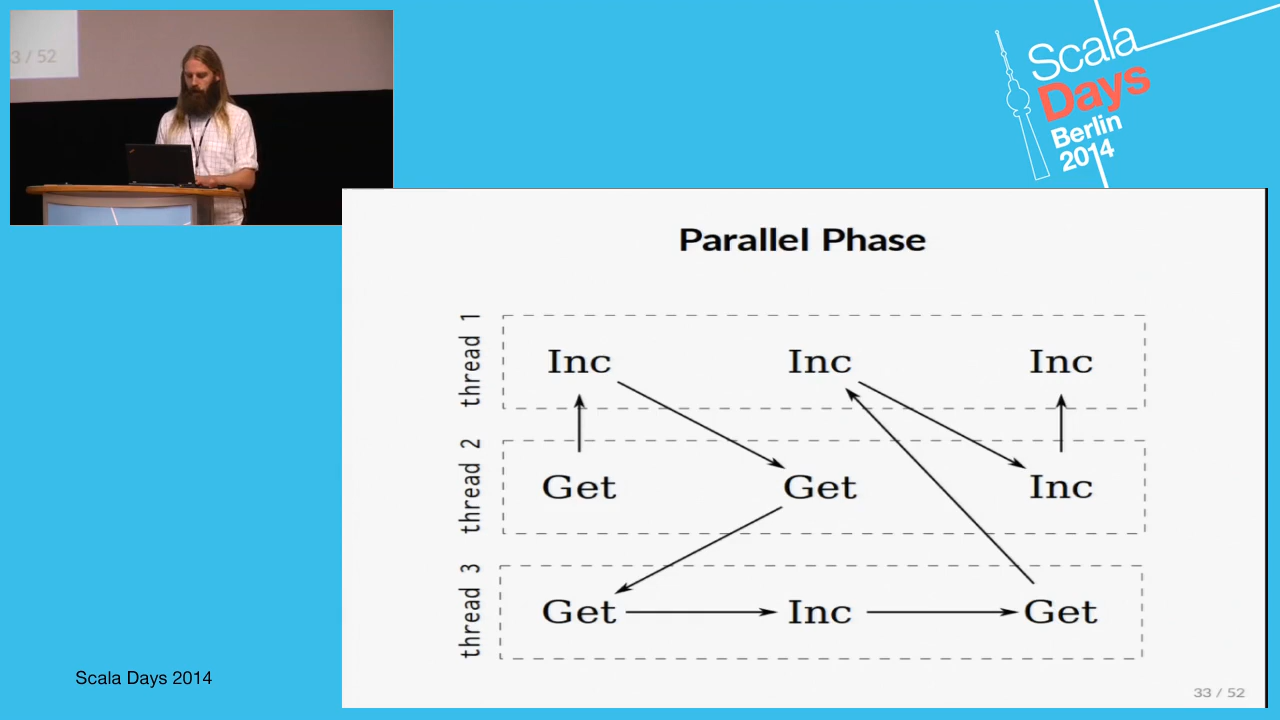 3 / 52
Scala
Days
Berlin
2014
Parallel Phase
thread 1
Inc Inc Inc
thread 2
Get Get Inc
thread 3
Get Inc Get
33 / 52
Scala Days 2014